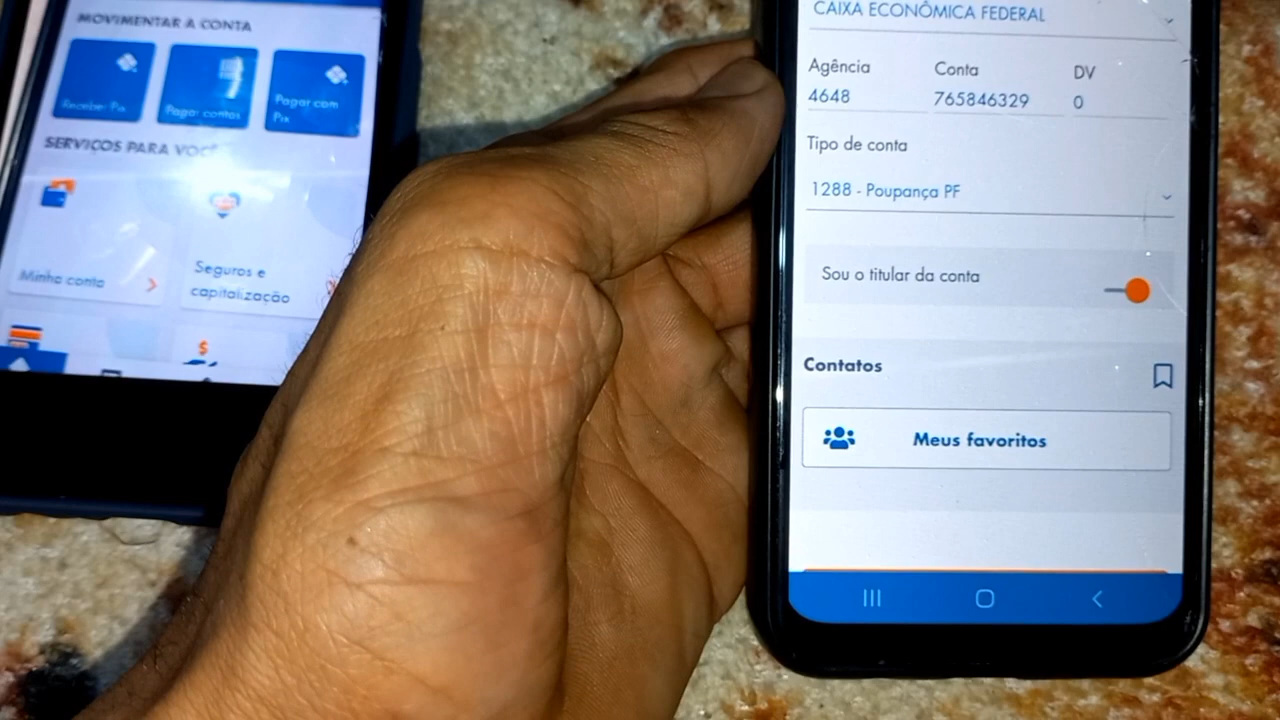 MOVIMENTAR A CONTA
Receber Pix
Pagar contas
Pagar com
Pix
SERVIÇOS PARA VOCÊ
Minha conta
Seguros e
capitalização
CAIXA ECONÔMICA FEDERAL
Agência
Conta
DV
4648
765846329
0
Tipo de conta
1288 - Poupança PF
Sou o titular da conta
Contatos
Meus favoritos